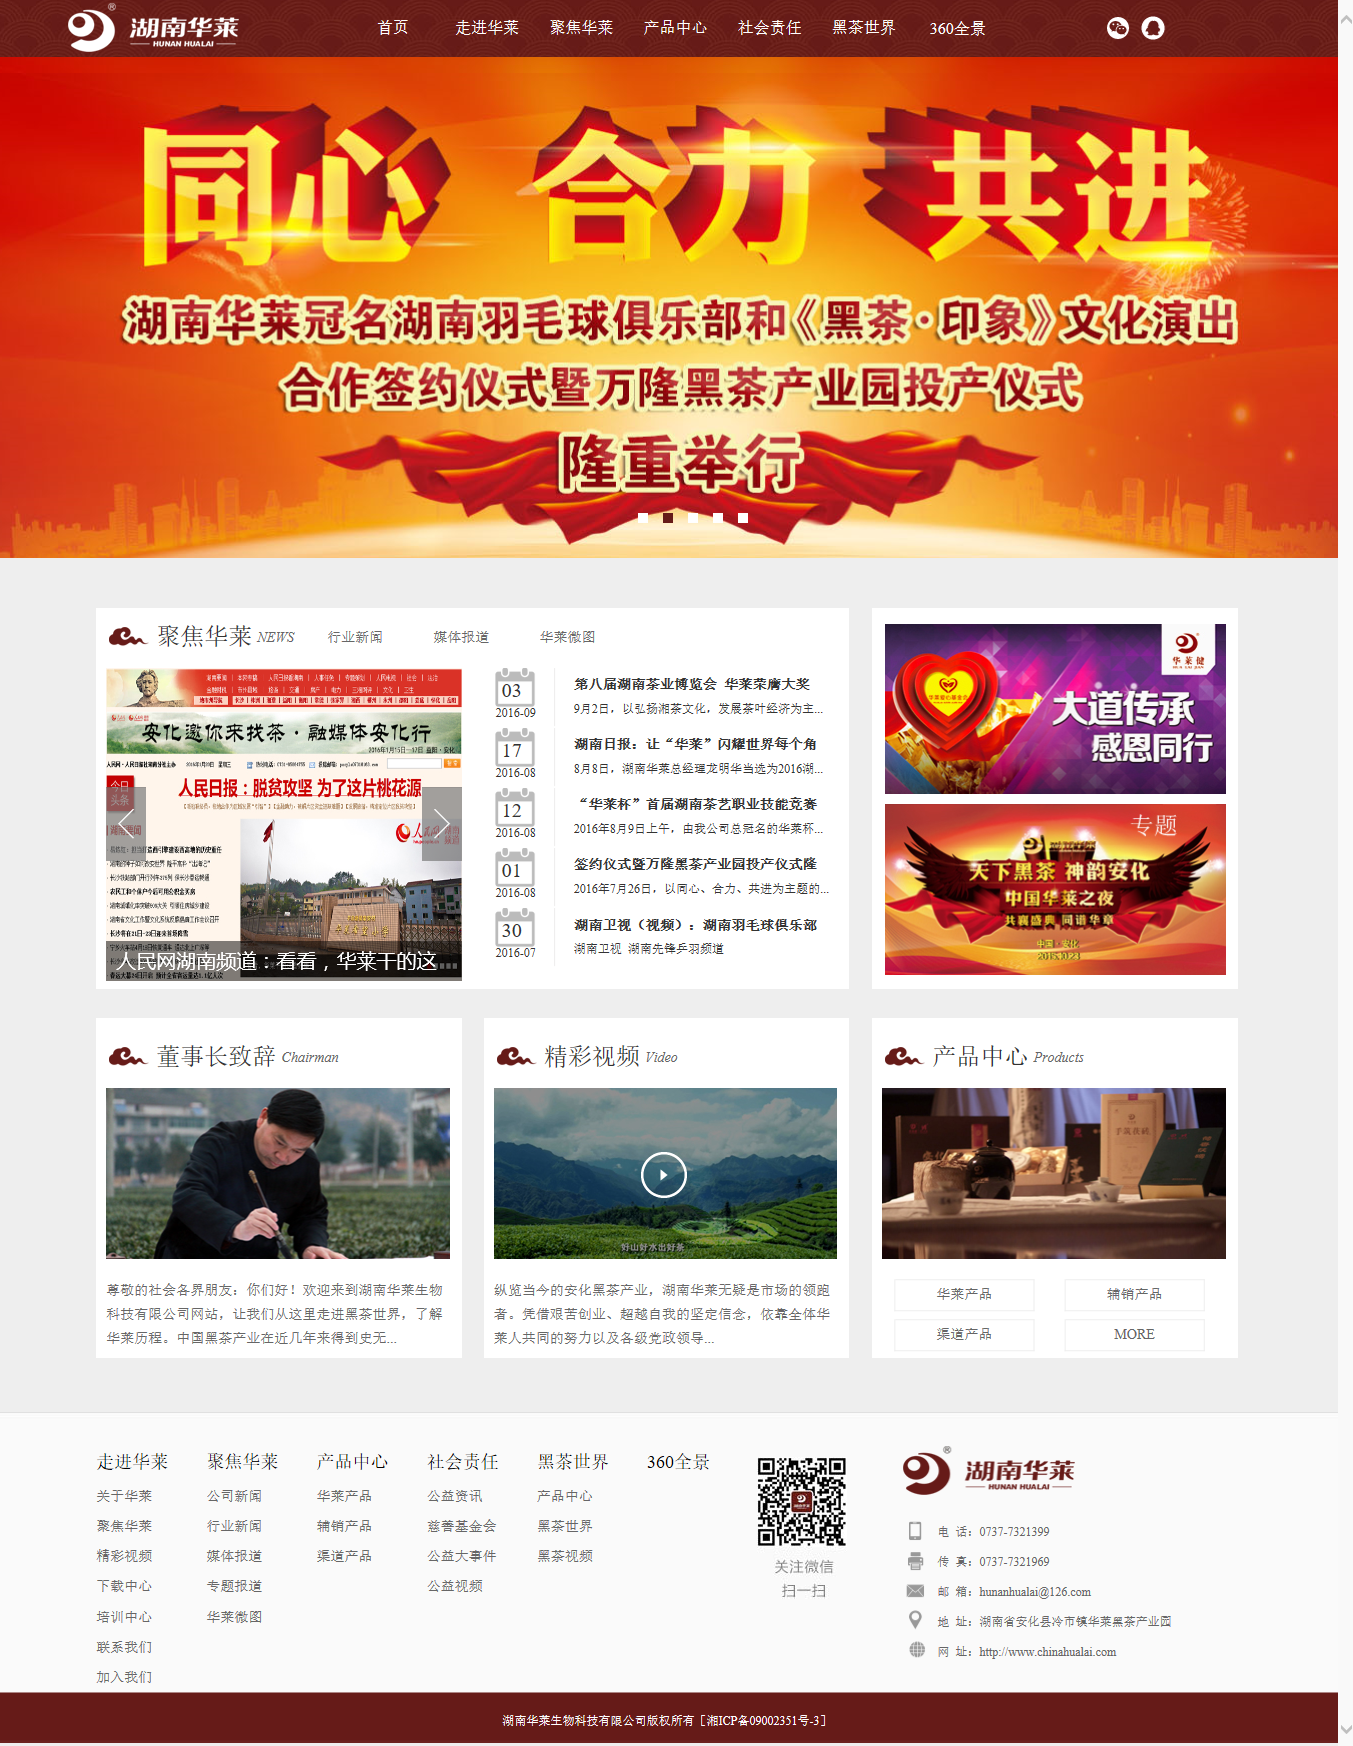 湖南华莱
HUNAN HUALAI
首页 走进华莱 聚焦华莱 产品中心 社会责任 黑茶世界 360全景
同心 合力 共进
湖南华莱冠名湖南羽毛球俱乐部和《黑茶·印象》文化演出
合作签约仪式暨万隆黑茶产业园投产仪式
隆重举行
聚焦华莱 NEWS 行业新闻 媒体报道 华莱微图
安化邀你来找茶·融媒体安化行
2016年1月15日—17日 益阳·安化
今日
头条
人民日报：脱贫攻坚 为了这片桃花源
人民网湖南频道：看看，华莱干的这
03
2016-09
第八届湖南茶业博览会 华莱荣膺大奖
9月2日，以弘扬湘茶文化，发展茶叶经济为主...
17
2016-08
湖南日报：让“华莱”闪耀世界每个角
8月8日，湖南华莱总经理龙明华当选为2016湖...
12
2016-08
“华莱杯”首届湖南茶艺职业技能竞赛
2016年8月9日上午，由我公司总冠名的华莱杯...
01
2016-08
签约仪式暨万隆黑茶产业园投产仪式隆
2016年7月26日，以同心、合力、共进为主题的...
30
2016-07
湖南卫视（视频）：湖南羽毛球俱乐部
湖南卫视 湖南先锋乒羽频道
华莱健
大道传承
感恩同行
专题
天下黑茶 神韵安化
中国华莱之夜
共襄盛典 同谱华章
中国·安化
2015.10.23
董事长致辞 Chairman
尊敬的社会各界朋友：你们好！欢迎来到湖南华莱生物
科技有限公司网站，让我们从这里走进黑茶世界，了解
华莱历程。中国黑茶产业在近几年来得到史无...
精彩视频 Video
好山好水出好茶
纵览当今的安化黑茶产业，湖南华莱无疑是市场的领跑
者。凭借艰苦创业、超越自我的坚定信念，依靠全体华
莱人共同的努力以及各级党政领导...
产品中心 Products
华莱产品 辅销产品
渠道产品 MORE
走进华莱
关于华莱
聚焦华莱
精彩视频
下载中心
培训中心
联系我们
加入我们
聚焦华莱
公司新闻
行业新闻
媒体报道
专题报道
华莱微图
产品中心
华莱产品
辅销产品
渠道产品
社会责任
公益资讯
慈善基金会
公益大事件
公益视频
黑茶世界
产品中心
黑茶世界
黑茶视频
360全景
关注微信
扫一扫
湖南华莱
HUNAN HUALAI
电 话：0737-7321399
传 真：0737-7321969
邮 箱：hunanhualai@126.com
地 址：湖南省安化县冷市镇华莱黑茶产业园
网 址：http://www.chinahualai.com
湖南华莱生物科技有限公司版权所有 [湘ICP备09002351号-3]